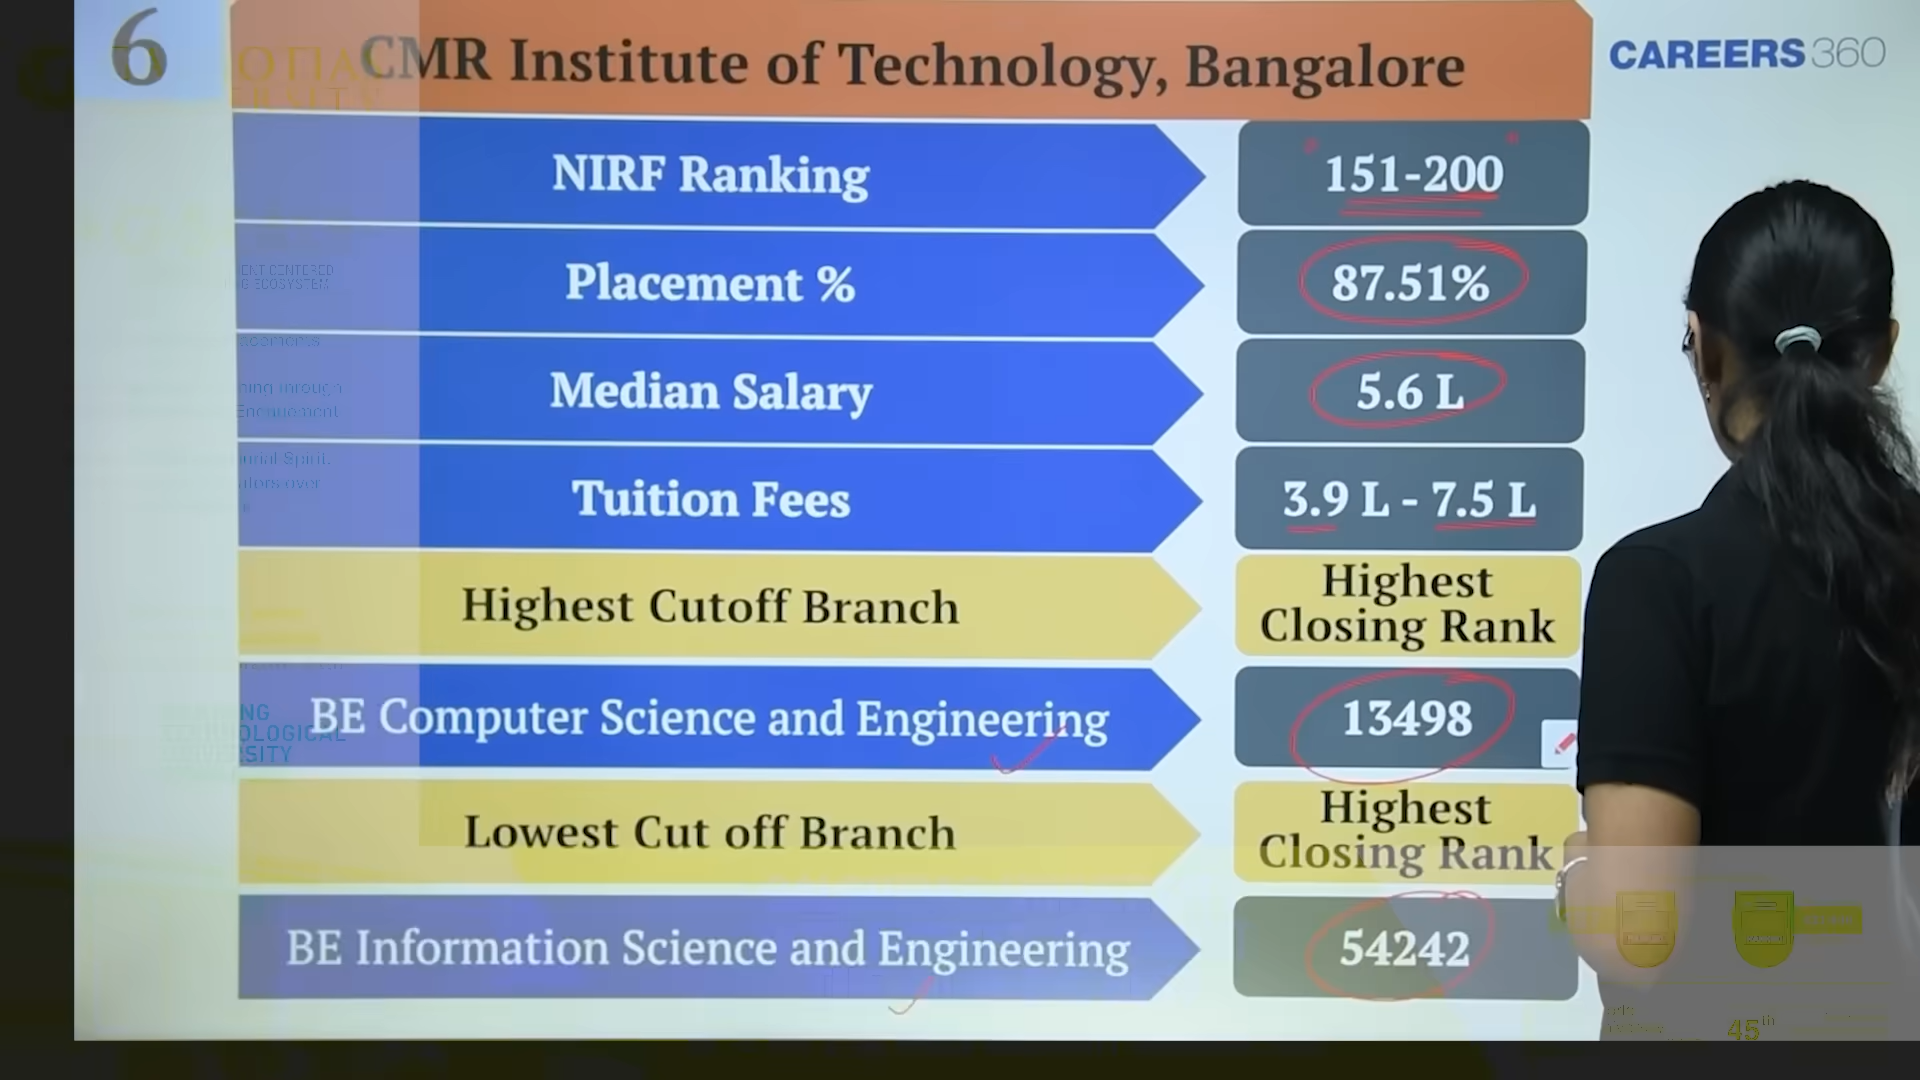 6
CMR Institute of Technology, Bangalore
CAREERS360
NIRF Ranking
151-200
Placement %
87.51%
Median Salary
5.6 L
Tuition Fees
3.9 L - 7.5 L
Highest Cutoff Branch
Highest
Closing Rank
BE Computer Science and Engineering
13498
Lowest Cut off Branch
Highest
Closing Rank
BE Information Science and Engineering
54242
45th